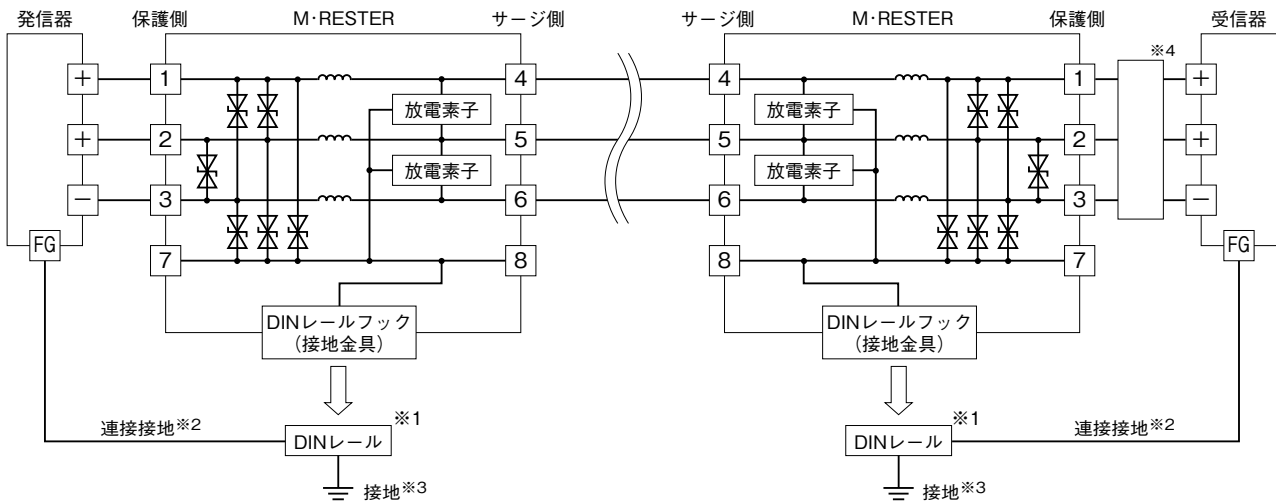 発信器 保護側 M・RESTER サージ側 サージ側 M・RESTER 保護側 受信器
※4
+ 1 4 4 1 +
放電素子 放電素子
+ 2 5 5 2 +
放電素子 放電素子
− 3 6 6 3 −
FG 7 8 8 7 FG
DINレールフック DINレールフック
(接地金具) (接地金具)
※1 ※1
連接接地※2 DINレール DINレール 連接接地※2
接地※3 接地※3